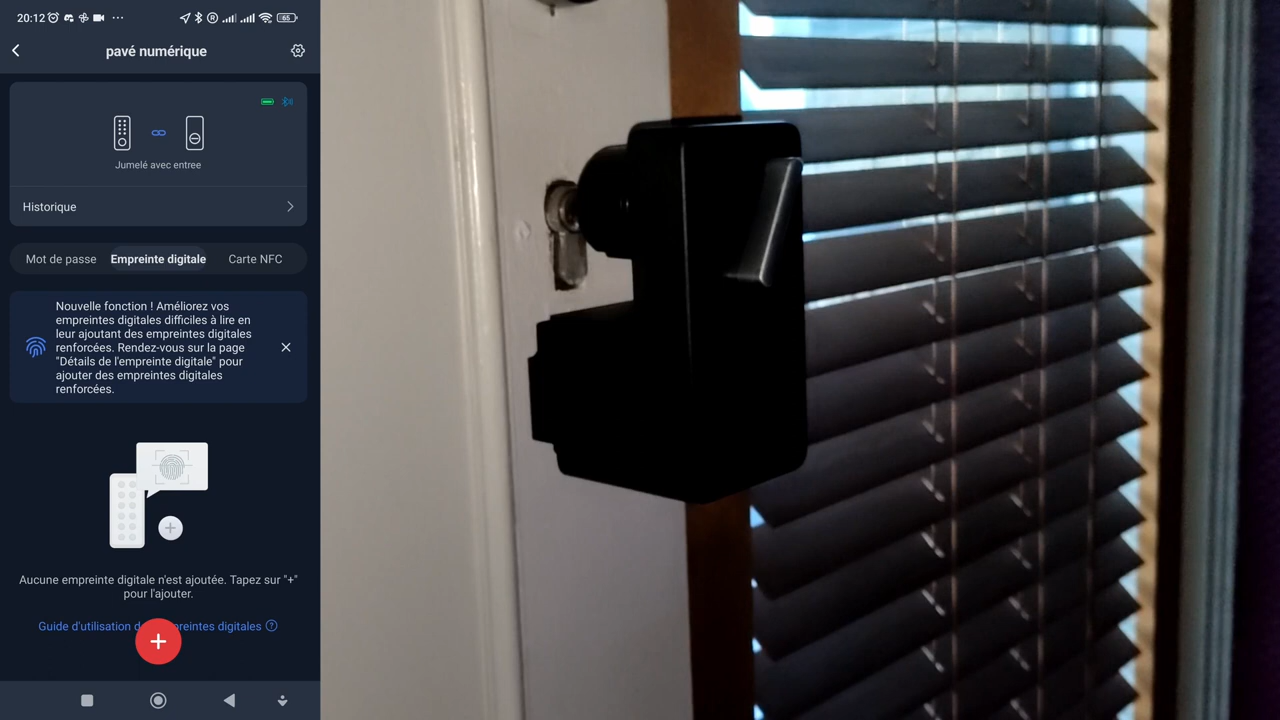 20:12
65
pavé numérique
Jumelé avec entree
Historique
Mot de passe
Empreinte digitale
Carte NFC
Nouvelle fonction ! Améliorez vos
empreintes digitales difficiles à lire en
leur ajoutant des empreintes digitales
renforcées. Rendez-vous sur la page
"Détails de l'empreinte digitale" pour
ajouter des empreintes digitales
renforcées.
Aucune empreinte digitale n'est ajoutée. Tapez sur "+"
pour l'ajouter.
Guide d'utilisation digitales